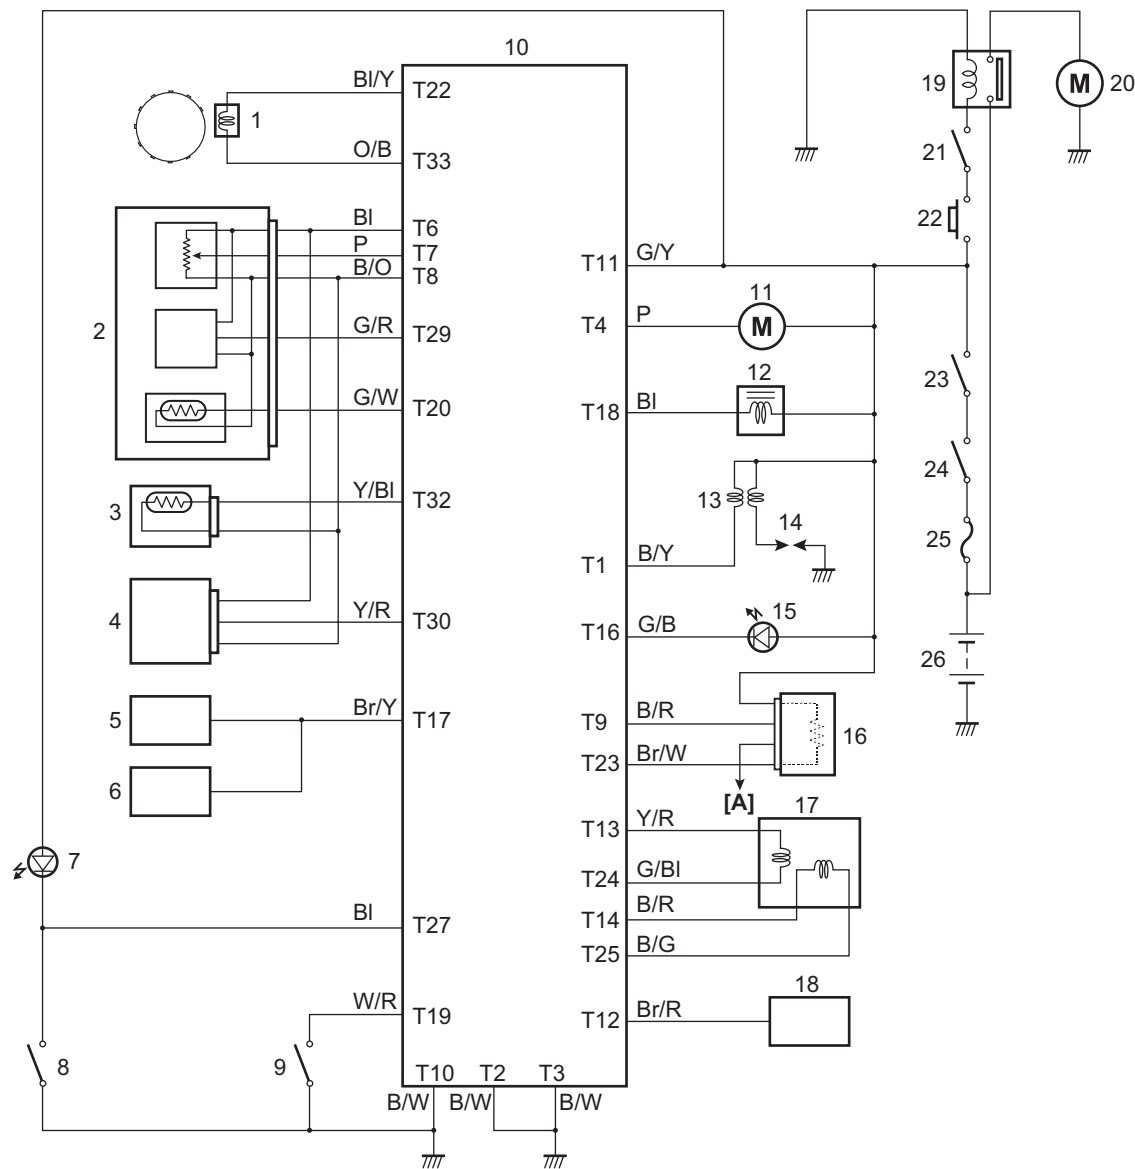 10
Bl/Y T22
1
O/B T33
Bl T6
P T7
B/O T8
2
G/R T29
G/W T20
3
Y/Bl T32
4
Y/R T30
5
Br/Y T17
6
7
Bl T27
W/R T19
8
9
T10 T2 T3
B/W B/W B/W
T11 G/Y
11
T4 P M
12
T18 Bl
13
14
T1 B/Y
15
T16 G/B
T9 B/R
16
T23 Br/W
[A]
17
T13 Y/R
T24 G/Bl
T14 B/R
T25 B/G
18
T12 Br/R
19
M 20
21
22
23
24
25
26